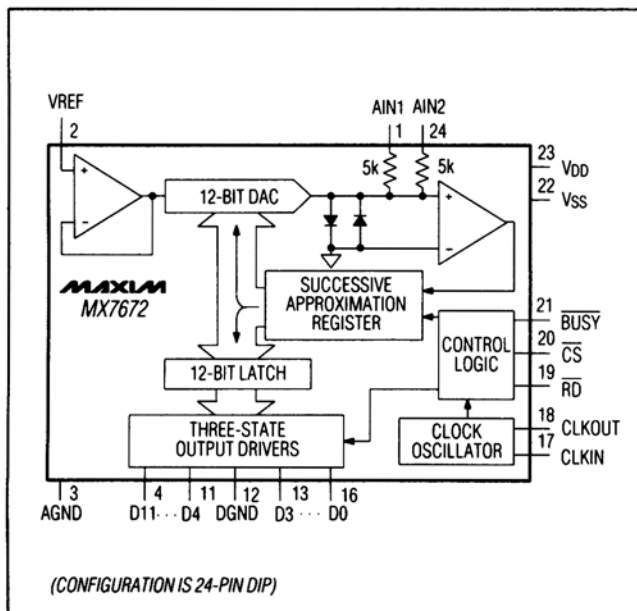 VREF
2
AIN1 AIN2
1 24
5k 5k
23
VDD
22
VSS
+
−
12-BIT DAC
+
−
MAXIM
MX7672
SUCCESSIVE
APPROXIMATION
REGISTER
21
BUSY
20
CS
19
RD
CONTROL
LOGIC
12-BIT LATCH
THREE-STATE
OUTPUT DRIVERS
CLOCK
OSCILLATOR
18
CLKOUT
17
CLKIN
3 4 11 12 13 16
AGND D11···D4 DGND D3 ··· D0
(CONFIGURATION IS 24-PIN DIP)